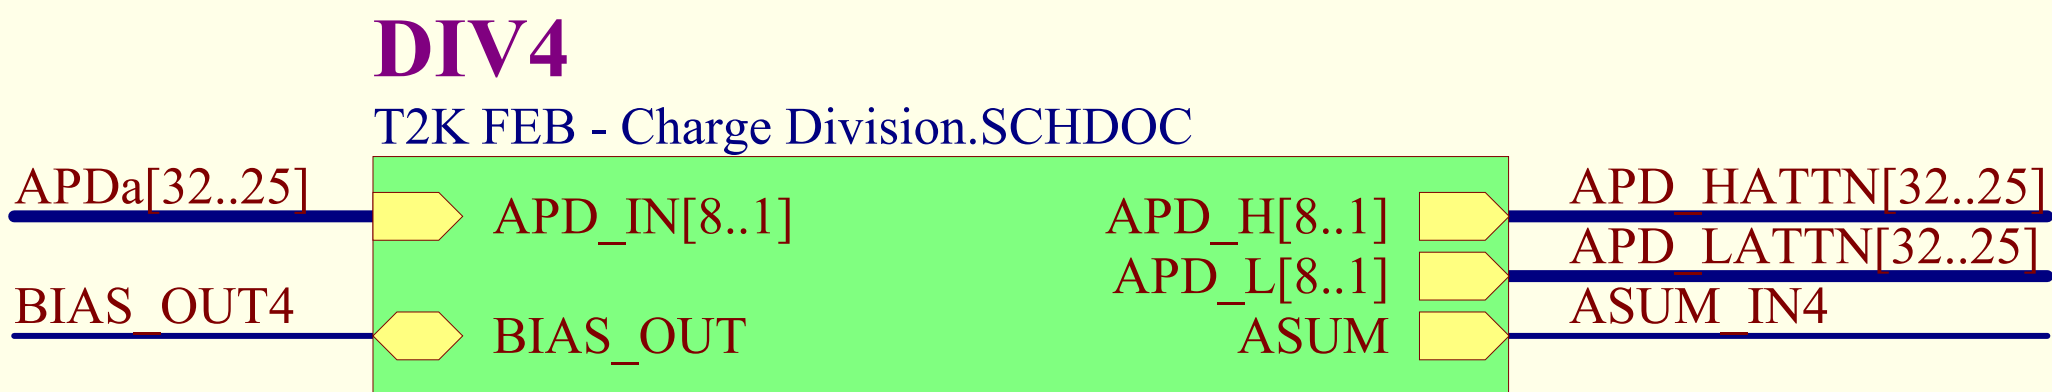 DIV4
T2K FEB - Charge Division.SCHDOC
APDa[32..25]
APD_IN[8..1]
APD_H[8..1]
APD_HATTN[32..25]
APD_L[8..1]
APD_LATTN[32..25]
BIAS_OUT4
BIAS_OUT
ASUM
ASUM_IN4